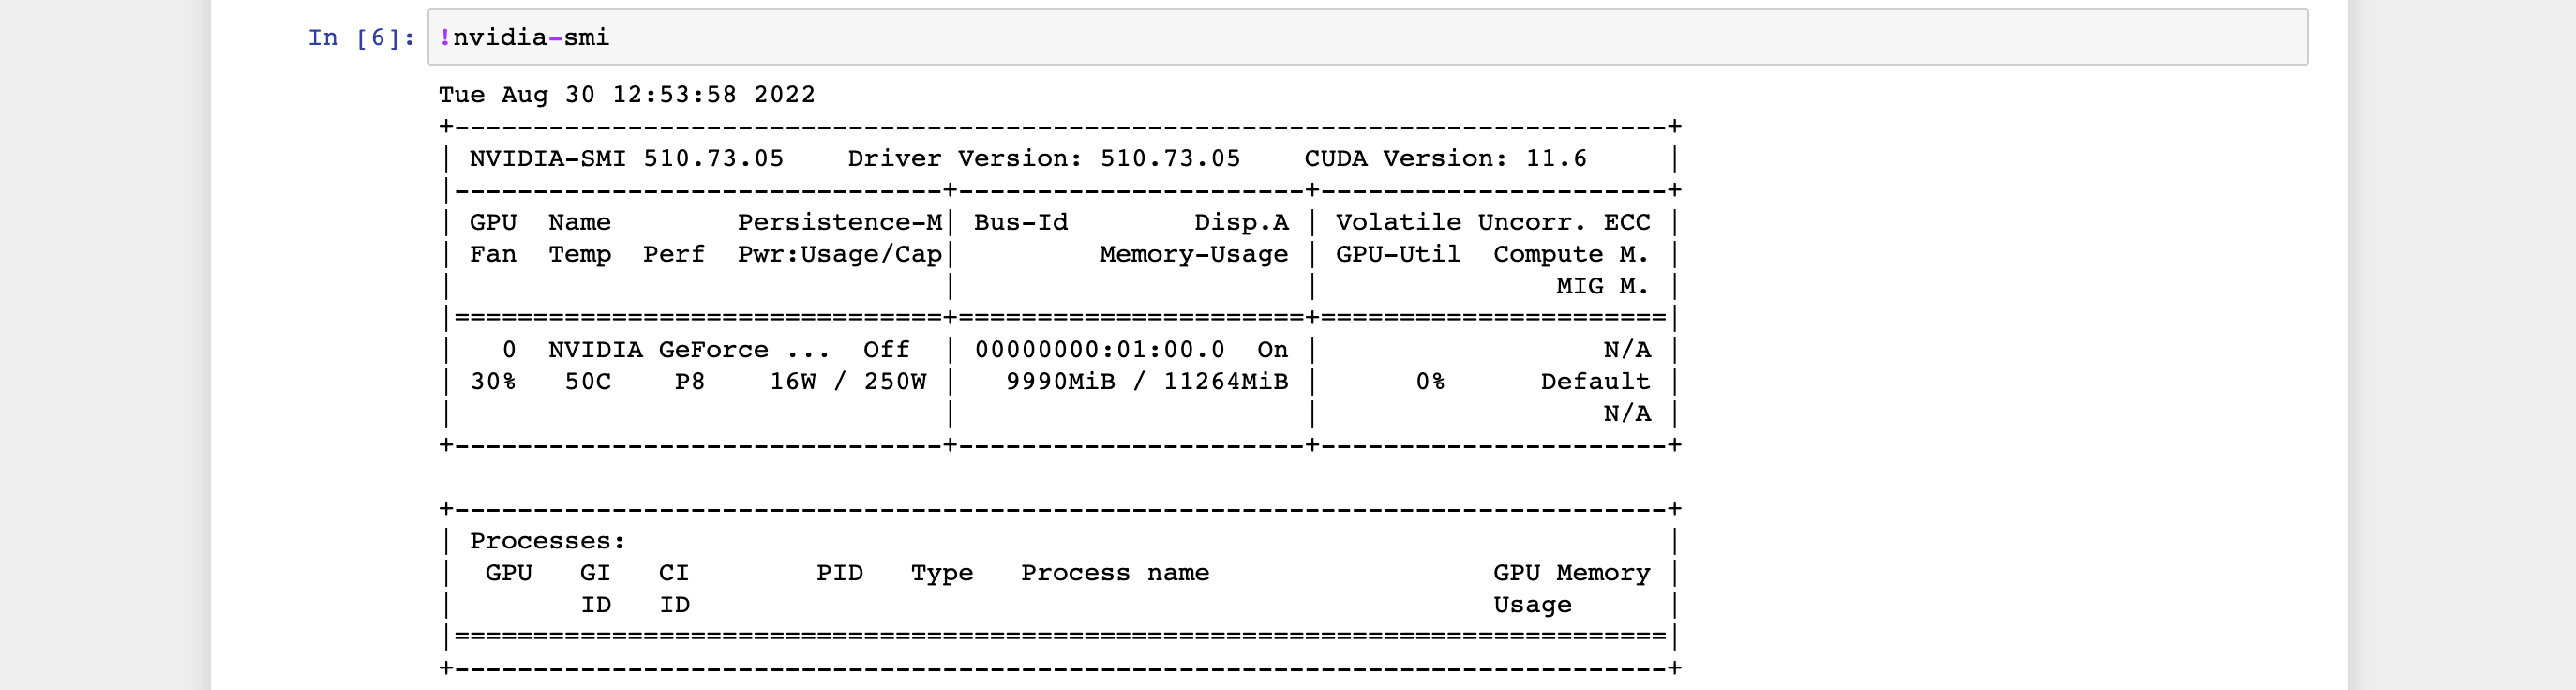 In [6]: !nvidia-smi
Tue Aug 30 12:53:58 2022
+-----------------------------------------------------------------------------+
| NVIDIA-SMI 510.73.05    Driver Version: 510.73.05    CUDA Version: 11.6     |
|-------------------------------+----------------------+----------------------+
| GPU  Name        Persistence-M| Bus-Id        Disp.A | Volatile Uncorr. ECC |
| Fan  Temp  Perf  Pwr:Usage/Cap|         Memory-Usage | GPU-Util  Compute M. |
|                               |                      |               MIG M. |
|===============================+======================+======================|
|   0  NVIDIA GeForce ...  Off  | 00000000:01:00.0  On |                  N/A |
| 30%   50C    P8    16W / 250W |   9990MiB / 11264MiB |      0%      Default |
|                               |                      |                  N/A |
+-------------------------------+----------------------+----------------------+

+-----------------------------------------------------------------------------+
| Processes:                                                                  |
|  GPU   GI   CI        PID   Type   Process name                  GPU Memory |
|        ID   ID                                                   Usage      |
|=============================================================================|
+-----------------------------------------------------------------------------+